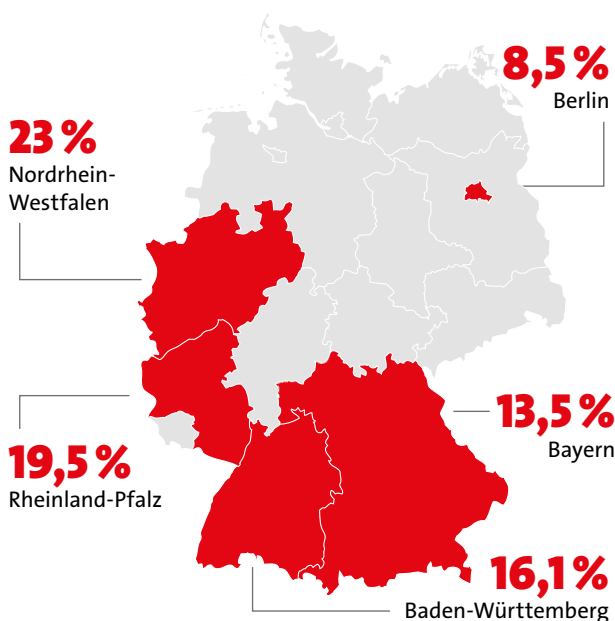 8,5 %
Berlin
23 %
Nordrhein-
Westfalen
13,5 %
Bayern
19,5 %
Rheinland-Pfalz
16,1 %
Baden-Württemberg